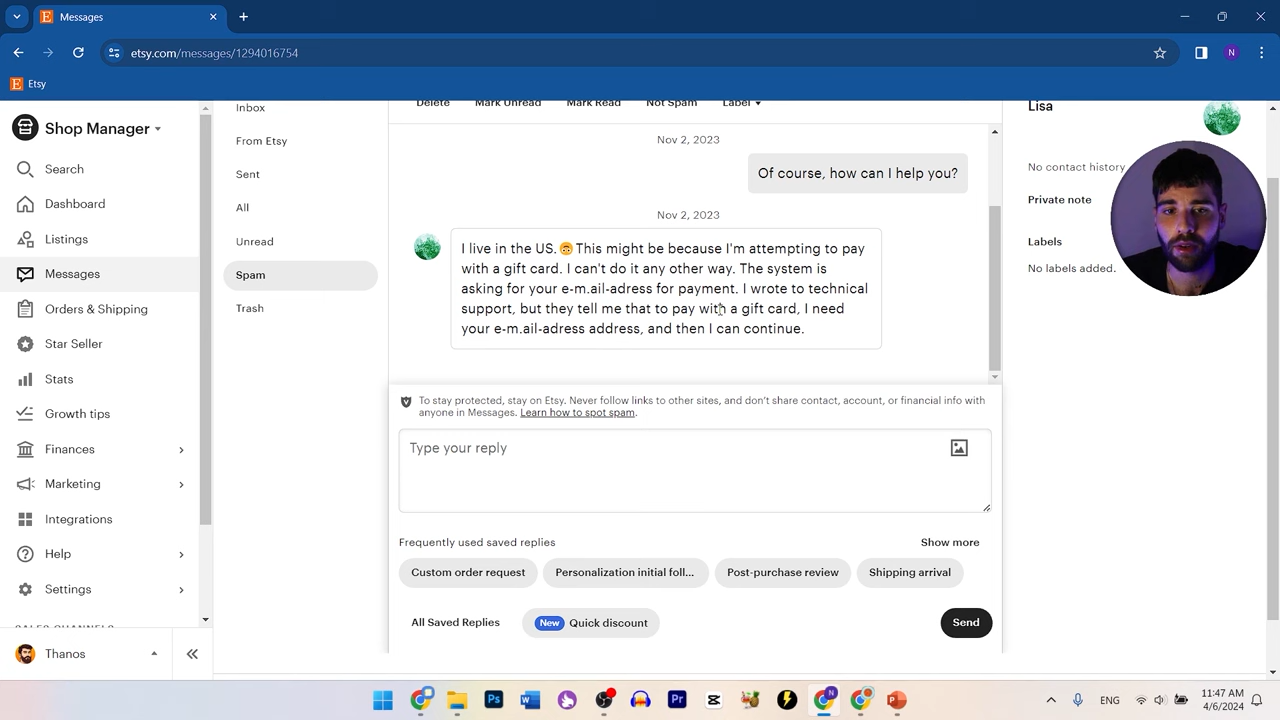 Messages
etsy.com/messages/1294016754
N
Etsy
Shop Manager
Search
Dashboard
Listings
Messages
Orders & Shipping
Star Seller
Stats
Growth tips
Finances
Marketing
Integrations
Help
Settings
SALES CHANNELS
Thanos
Inbox
From Etsy
Sent
All
Unread
Spam
Trash
Delete Mark Unread Mark Read Not Spam Label
Nov 2, 2023
Of course, how can I help you?
Nov 2, 2023
I live in the US. 🙃 This might be because I'm attempting to pay
with a gift card. I can't do it any other way. The system is
asking for your e-m.ail-adress for payment. I wrote to technical
support, but they tell me that to pay with a gift card, I need
your e-m.ail-adress address, and then I can continue.
To stay protected, stay on Etsy. Never follow links to other sites, and don't share contact, account, or financial info with
anyone in Messages. Learn how to spot spam.
Type your reply
Frequently used saved replies Show more
Custom order request Personalization initial foll... Post-purchase review Shipping arrival
All Saved Replies New Quick discount Send
Lisa
No contact history
Private note
Labels
No labels added.
ENG
11:47 AM
4/6/2024